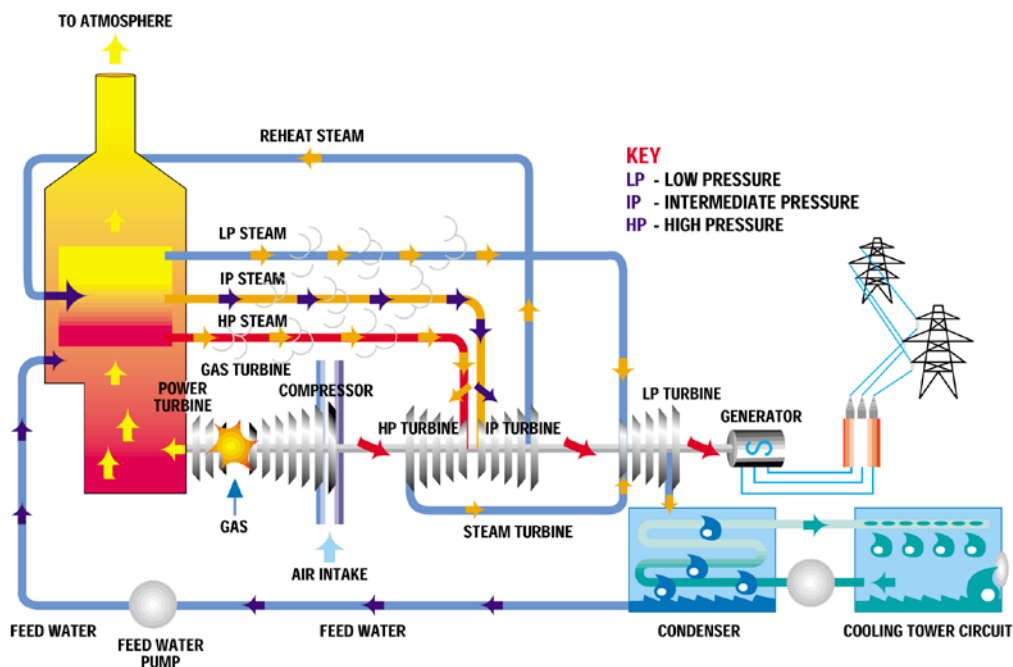 TO ATMOSPHERE
REHEAT STEAM
KEY
LP - LOW PRESSURE
IP - INTERMEDIATE PRESSURE
HP - HIGH PRESSURE
LP STEAM
IP STEAM
HP STEAM
GAS TURBINE
POWER
TURBINE
COMPRESSOR
HP TURBINE
IP TURBINE
LP TURBINE
GENERATOR
S
GAS
AIR INTAKE
STEAM TURBINE
FEED WATER
FEED WATER
PUMP
FEED WATER
CONDENSER
COOLING TOWER CIRCUIT